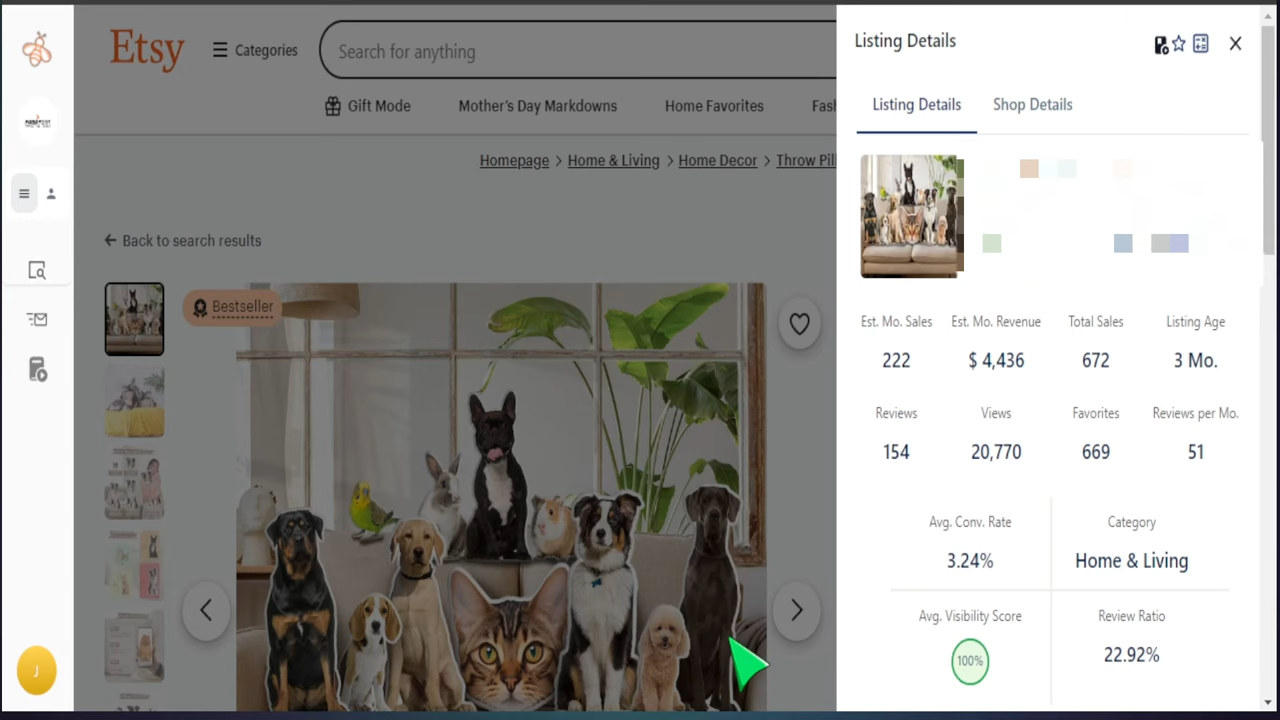 Etsy
Categories
Search for anything
Gift Mode
Mother's Day Markdowns
Home Favorites
Fash
Homepage > Home & Living > Home Decor > Throw Pill
Back to search results
Bestseller
J
Listing Details
Listing Details
Shop Details
Est. Mo. Sales
Est. Mo. Revenue
Total Sales
Listing Age
222
$ 4,436
672
3 Mo.
Reviews
Views
Favorites
Reviews per Mo.
154
20,770
669
51
Avg. Conv. Rate
Category
3.24%
Home & Living
Avg. Visibility Score
Review Ratio
100%
22.92%